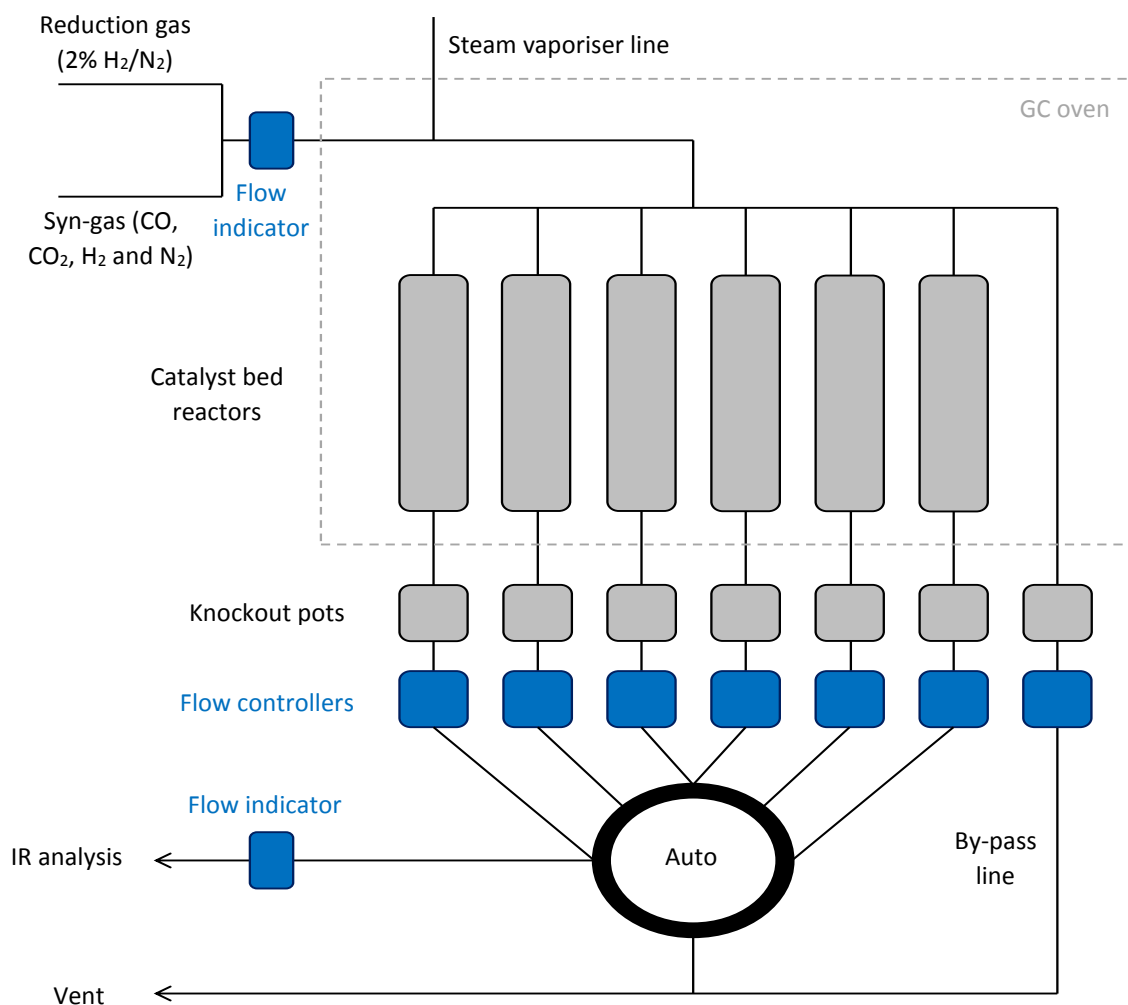 Reduction gas
(2% H₂/N₂)
Steam vaporiser line
GC oven
Flow
indicator
Syn-gas (CO,
CO₂, H₂ and N₂)
Catalyst bed
reactors
Knockout pots
Flow controllers
Flow indicator
IR analysis
Auto
By-pass
line
Vent